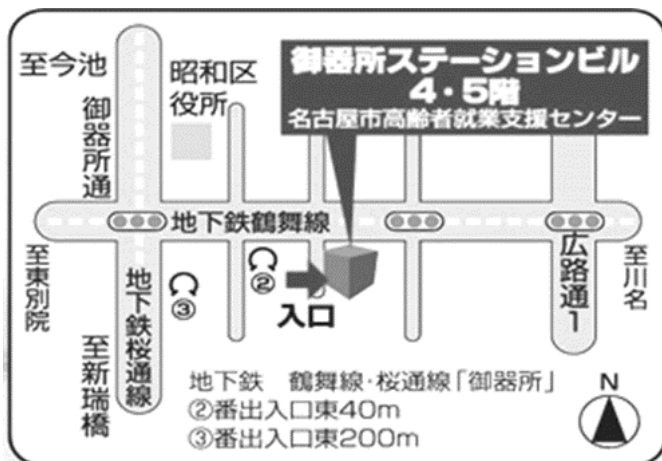 至今池
御器所通
昭和区
役所
御器所ステーションビル
4・5階
名古屋市高齢者就業支援センター
地下鉄鶴舞線
至東別院
地下鉄桜通線
至新瑞橋
③
②
入口
広路通1
至川名
地下鉄 鶴舞線・桜通線「御器所」
②番出入口東40m
③番出入口東200m
N